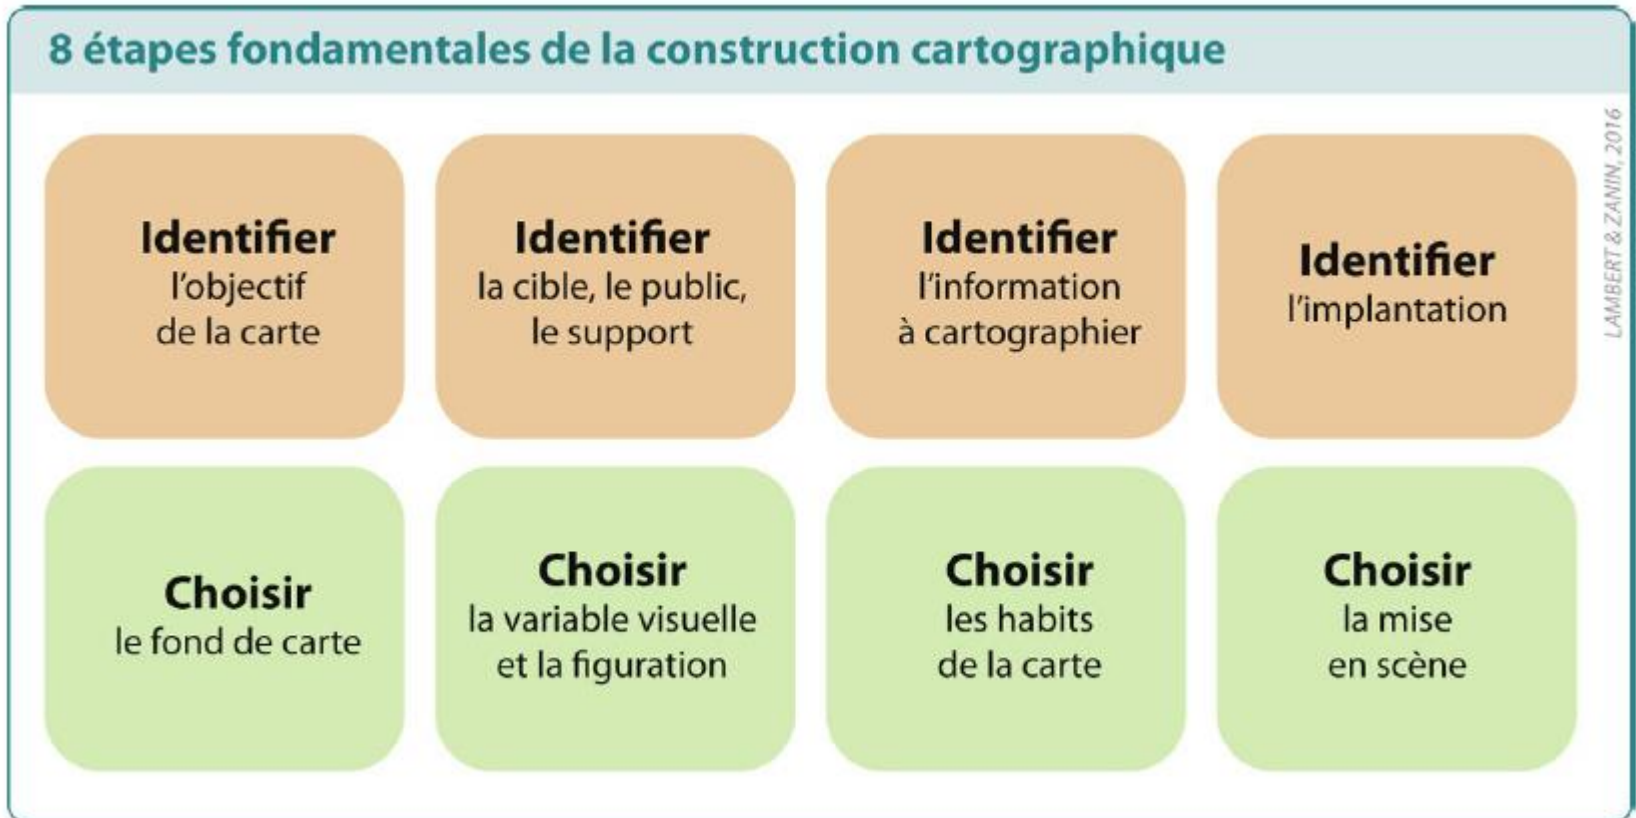 8 étapes fondamentales de la construction cartographique
Identifier
l'objectif
de la carte
Identifier
la cible, le public,
le support
Identifier
l'information
à cartographier
Identifier
l'implantation
Choisir
le fond de carte
Choisir
la variable visuelle
et la figuration
Choisir
les habits
de la carte
Choisir
la mise
en scène
LAMBERT & ZANIN, 2016